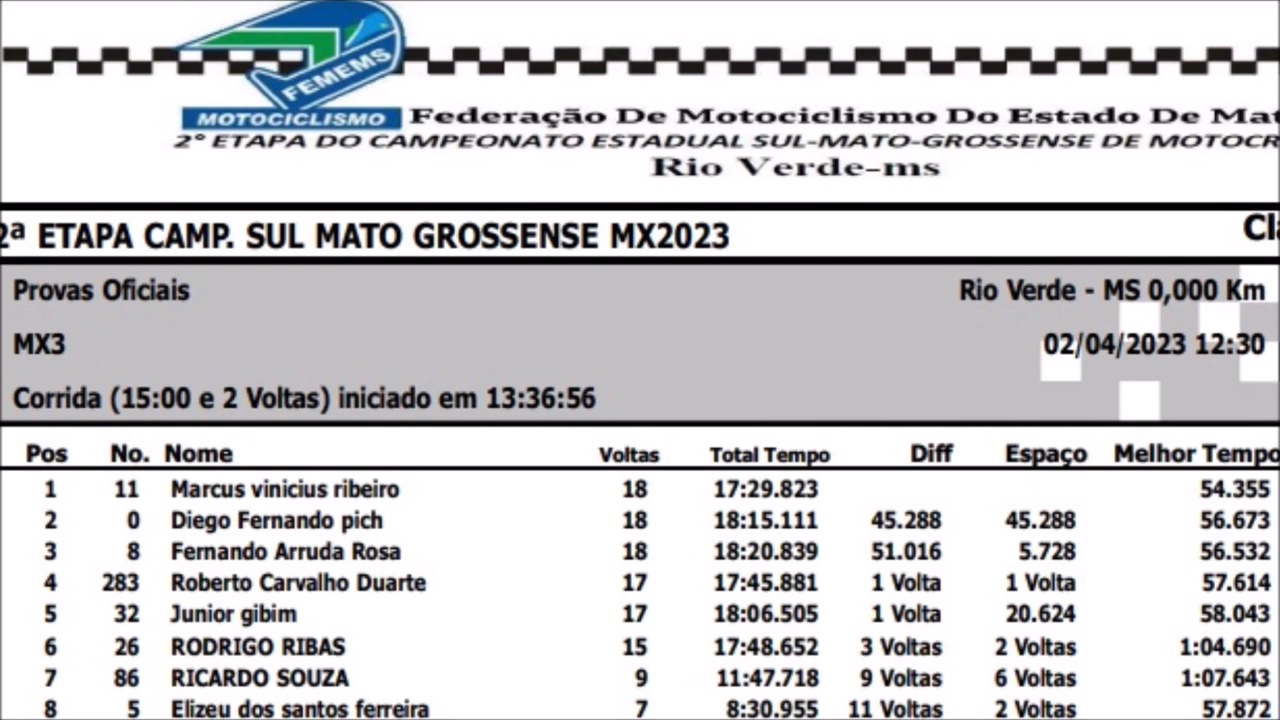 FEMEMS
MOTOCICLISMO
Federação De Motociclismo Do Estado De Mat
2° ETAPA DO CAMPEONATO ESTADUAL SUL-MATO-GROSSENSE DE MOTOCR
Rio Verde-ms
2ª ETAPA CAMP. SUL MATO GROSSENSE MX2023 Cla
Provas Oficiais Rio Verde - MS 0,000 Km
MX3 02/04/2023 12:30
Corrida (15:00 e 2 Voltas) iniciado em 13:36:56
Pos No. Nome Voltas Total Tempo Diff Espaço Melhor Tempo
1 11 Marcus vinicius ribeiro 18 17:29.823 54.355
2 0 Diego Fernando pich 18 18:15.111 45.288 45.288 56.673
3 8 Fernando Arruda Rosa 18 18:20.839 51.016 5.728 56.532
4 283 Roberto Carvalho Duarte 17 17:45.881 1 Volta 1 Volta 57.614
5 32 Junior gibim 17 18:06.505 1 Volta 20.624 58.043
6 26 RODRIGO RIBAS 15 17:48.652 3 Voltas 2 Voltas 1:04.690
7 86 RICARDO SOUZA 9 11:47.718 9 Voltas 6 Voltas 1:07.643
8 5 Elizeu dos santos ferreira 7 8:30.955 11 Voltas 2 Voltas 57.872